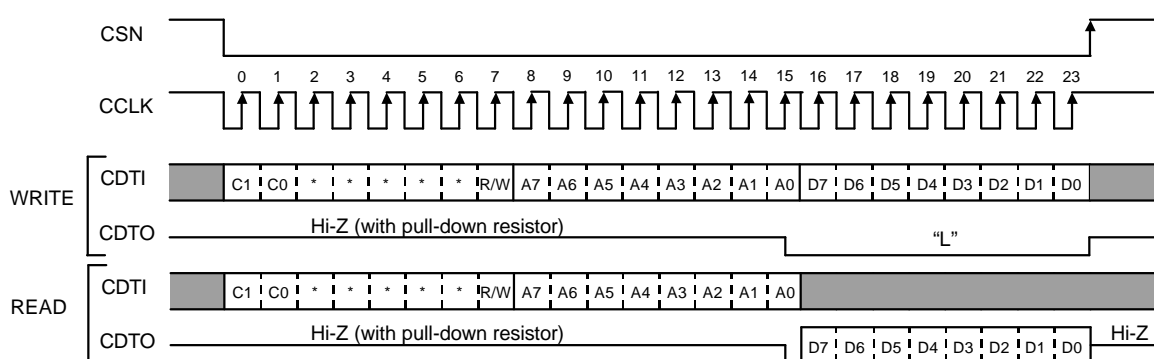 CSN
0 1 2 3 4 5 6 7 8 9 10 11 12 13 14 15 16 17 18 19 20 21 22 23
CCLK
WRITE
CDTI C1 C0 * * * * * R/W A7 A6 A5 A4 A3 A2 A1 A0 D7 D6 D5 D4 D3 D2 D1 D0
CDTO Hi-Z (with pull-down resistor) “L”
READ
CDTI C1 C0 * * * * * R/W A7 A6 A5 A4 A3 A2 A1 A0
CDTO Hi-Z (with pull-down resistor) D7 D6 D5 D4 D3 D2 D1 D0 Hi-Z